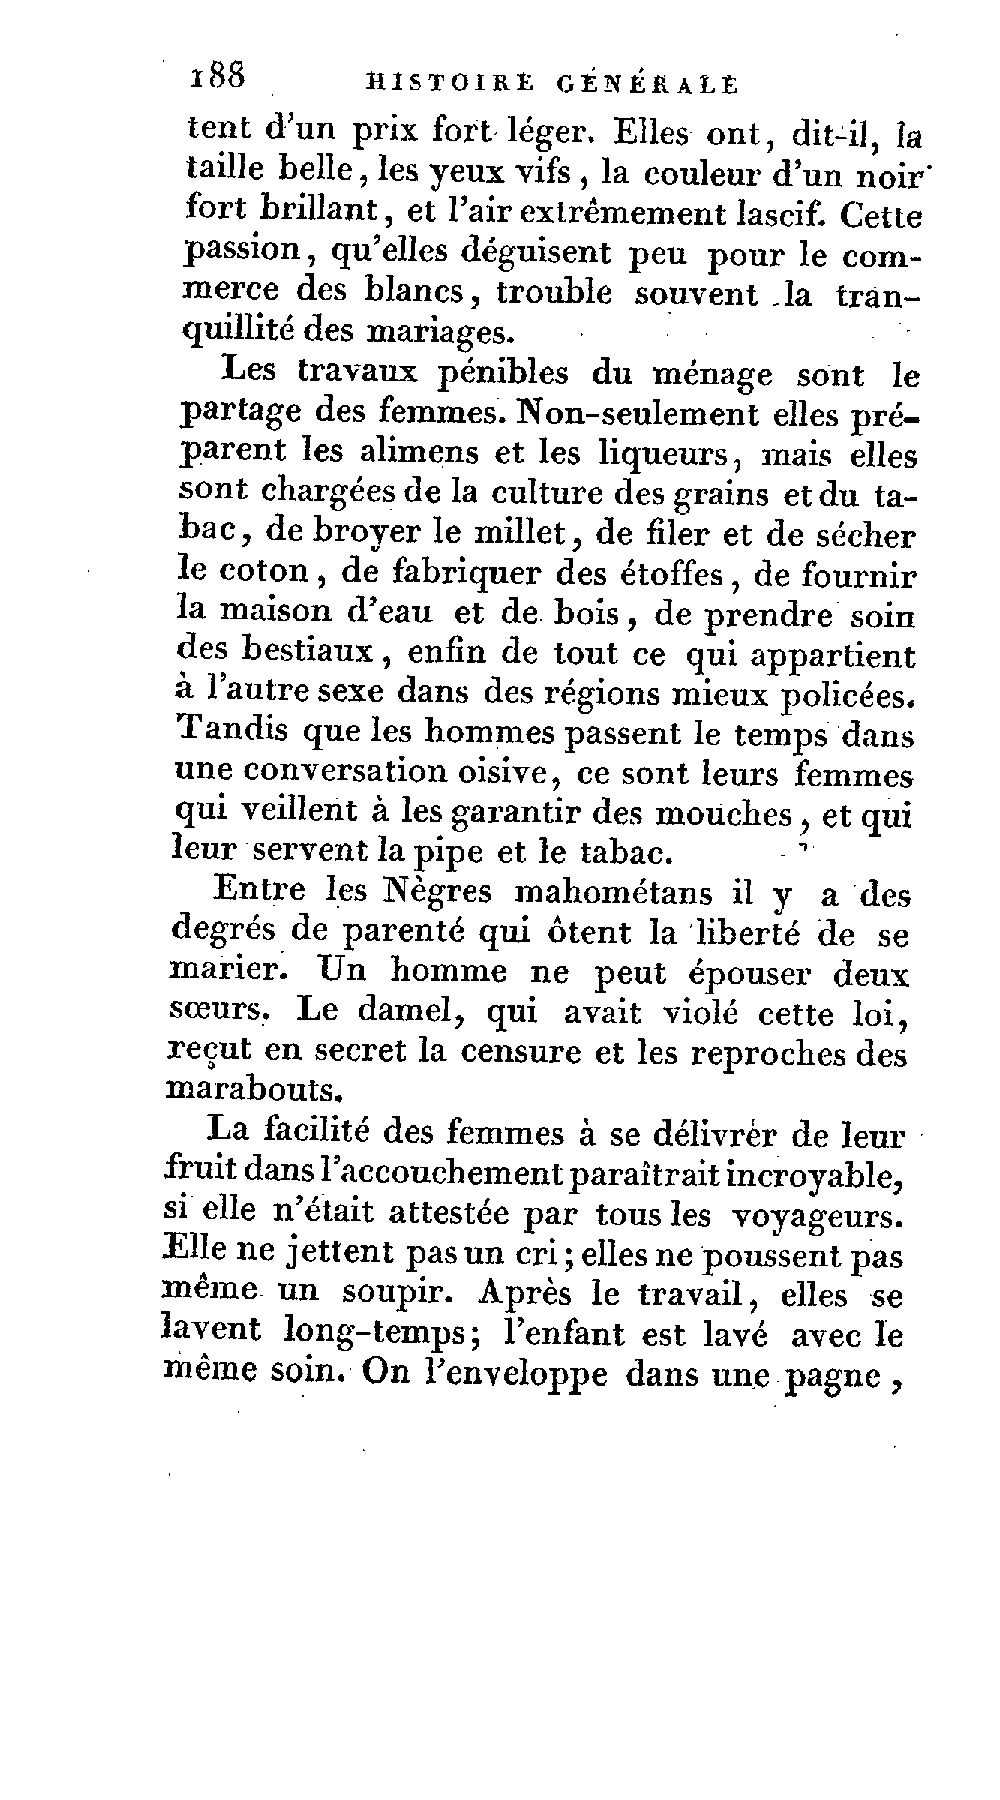 188 HISTOIRE GÉNÉRALE
tent d'un prix fort léger. Elles ont, dit-il, la
taille belle, les yeux vifs, la couleur d'un noir
fort brillant, et l'air extrêmement lascif. Cette
passion, qu'elles déguisent peu pour le com-
merce des blancs, trouble souvent la tran-
quillité des mariages.
Les travaux pénibles du ménage sont le
partage des femmes. Non-seulement elles pré-
parent les alimens et les liqueurs, mais elles
sont chargées de la culture des grains et du ta-
bac, de broyer le millet, de filer et de sécher
le coton, de fabriquer des étoffes, de fournir
la maison d'eau et de bois, de prendre soin
des bestiaux, enfin de tout ce qui appartient
à l'autre sexe dans des régions mieux policées.
Tandis que les hommes passent le temps dans
une conversation oisive, ce sont leurs femmes
qui veillent à les garantir des mouches, et qui
leur servent la pipe et le tabac.
Entre les Nègres mahométans il y a des
degrés de parenté qui ôtent la liberté de se
marier. Un homme ne peut épouser deux
sœurs. Le damel, qui avait violé cette loi,
reçut en secret la censure et les reproches des
marabouts.
La facilité des femmes à se délivrer de leur
fruit dans l'accouchement paraîtrait incroyable,
si elle n'était attestée par tous les voyageurs.
Elle ne jettent pas un cri; elles ne poussent pas
même un soupir. Après le travail, elles se
lavent long-temps; l'enfant est lavé avec le
même soin. On l'enveloppe dans une pagne,